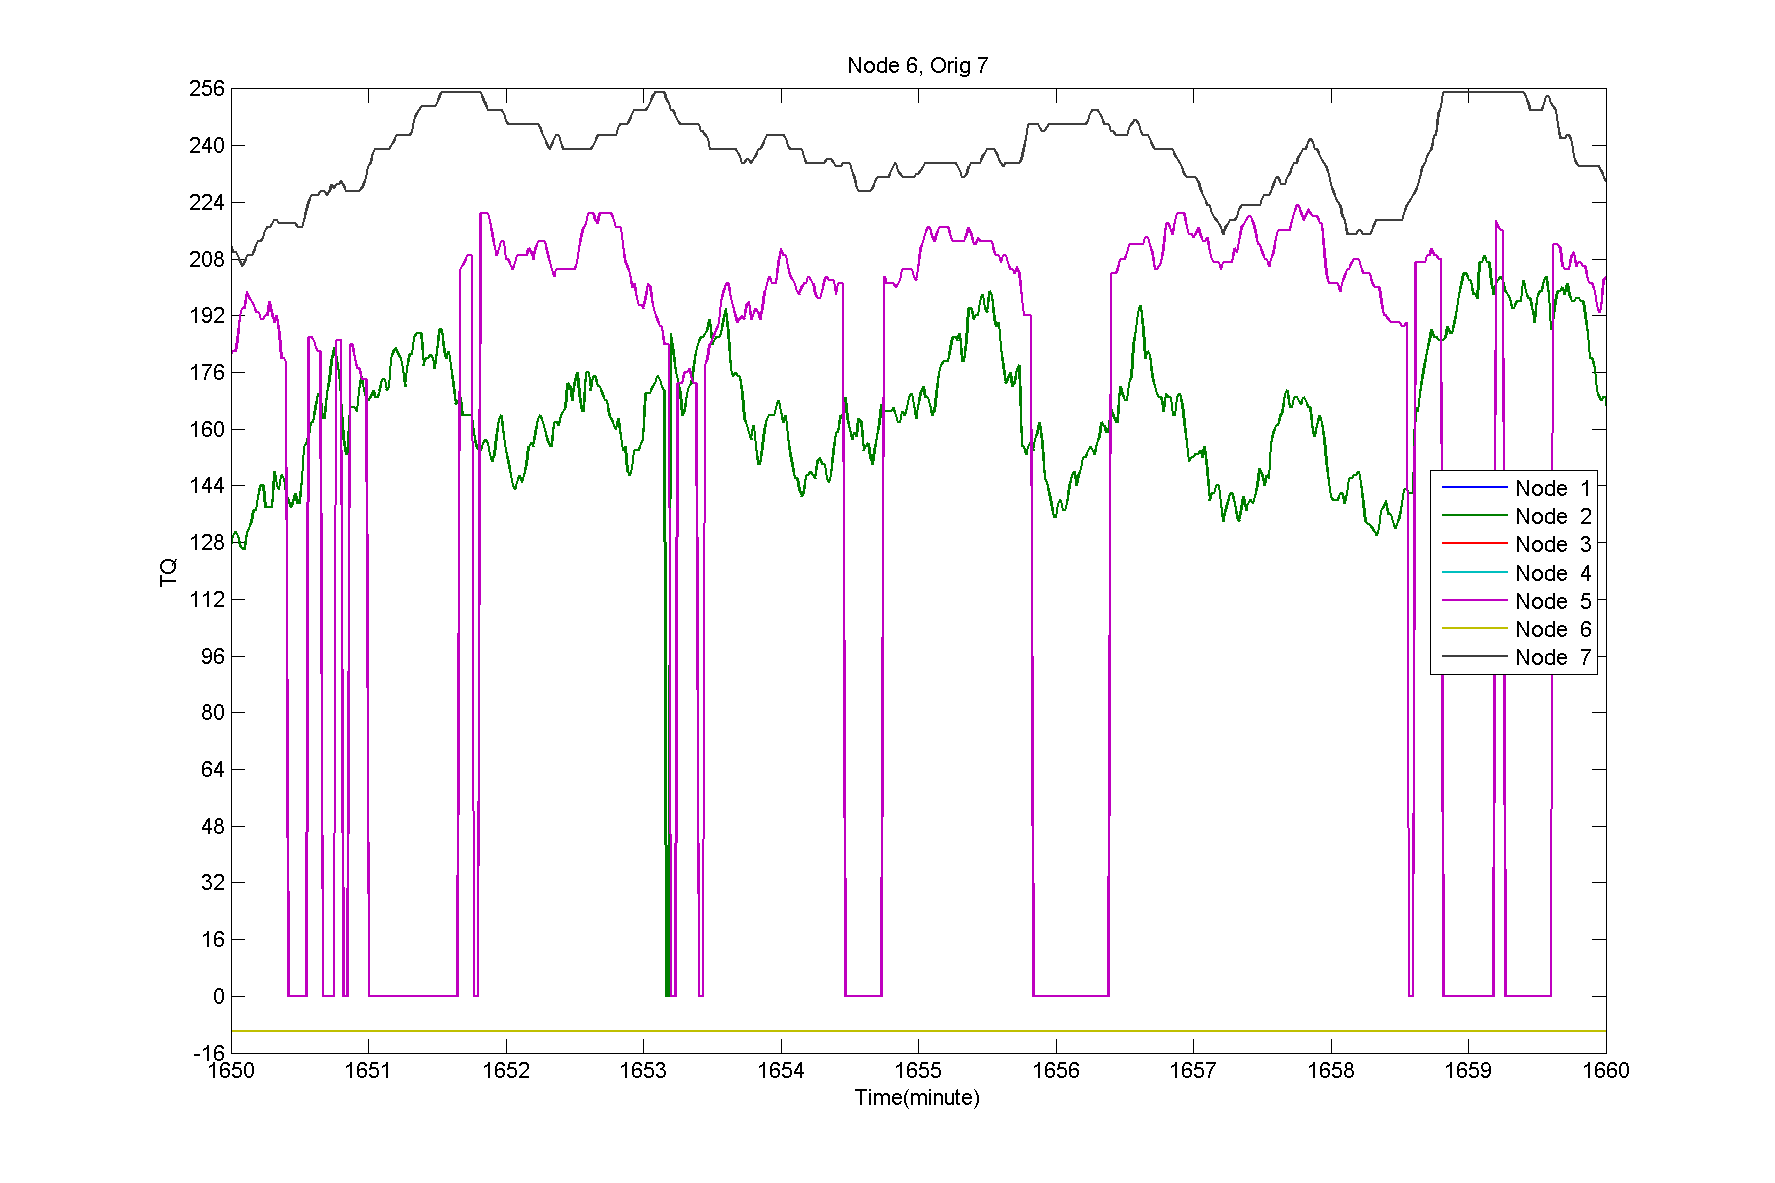 Node 6, Orig 7
256
240
224
208
192
176
160
144
128
112
96
80
64
48
32
16
0
-16
TQ
Node 1
Node 2
Node 3
Node 4
Node 5
Node 6
Node 7
1650 1651 1652 1653 1654 1655 1656 1657 1658 1659 1660
Time(minute)